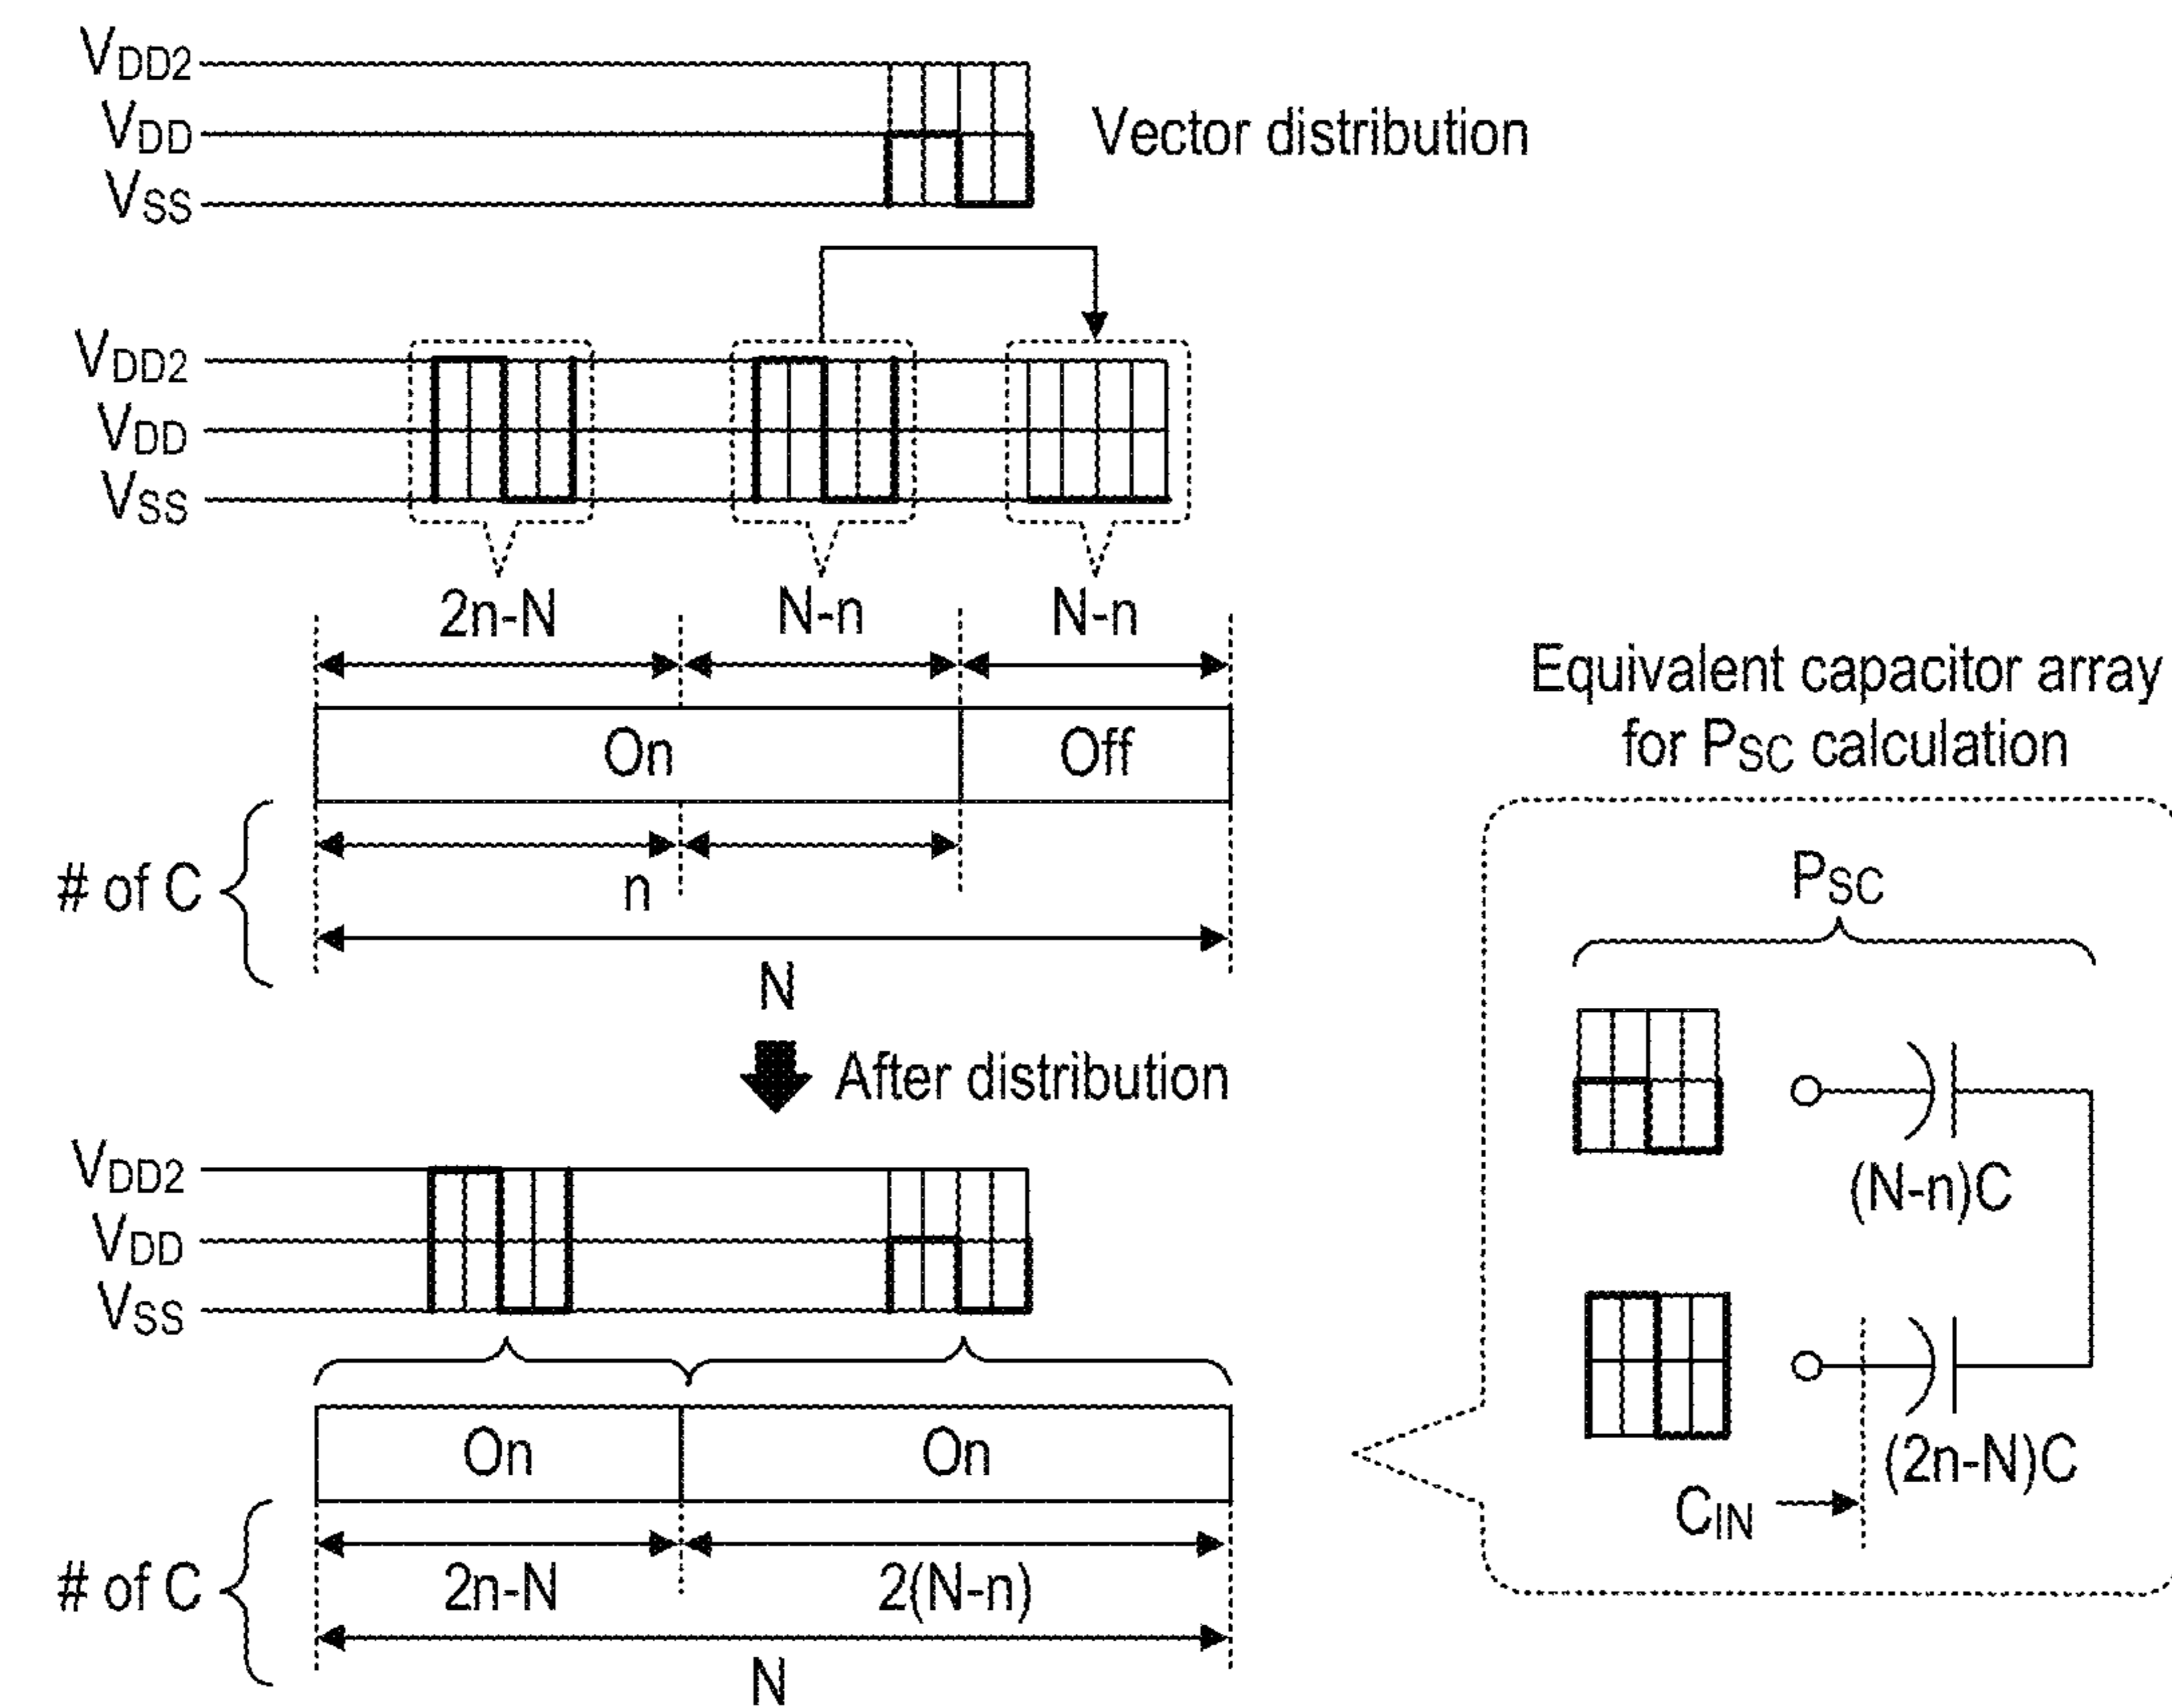 VDD2
VDD
VSS
Vector distribution
VDD2
VDD
VSS
2n-N
N-n
N-n
On
Off
# of C
n
N
After distribution
VDD2
VDD
VSS
On
On
# of C
2n-N
2(N-n)
N
Equivalent capacitor array
for PSC calculation
PSC
(N-n)C
(2n-N)C
CIN